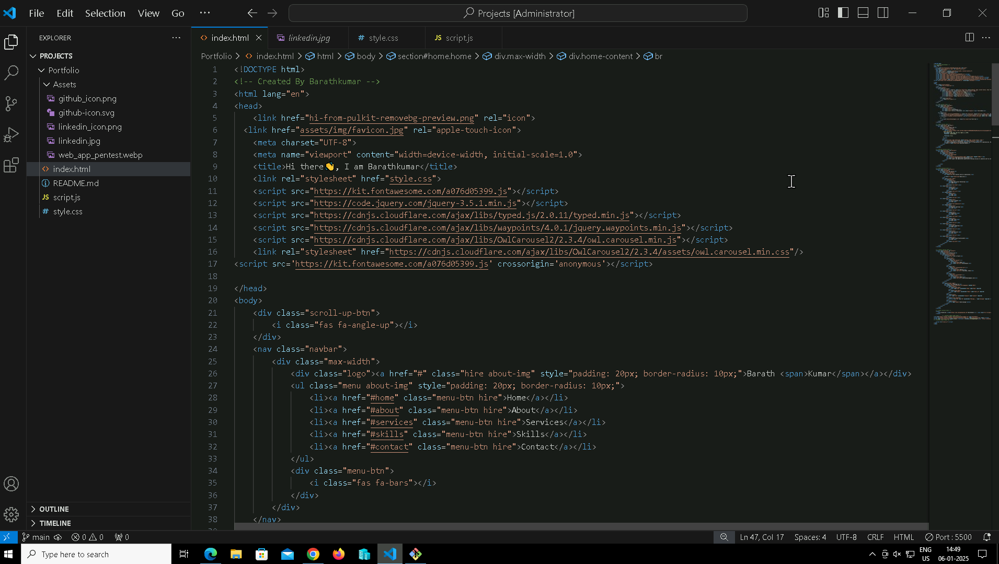 File Edit Selection View Go ···
Projects [Administrator]
EXPLORER
PROJECTS
Portfolio
Assets
github_icon.png
github-icon.svg
linkedin_icon.png
linkedin.jpg
web_app_pentest.webp
index.html
README.md
JS script.js
# style.css
OUTLINE
TIMELINE
index.html linkedin.jpg # style.css JS script.js
Portfolio > index.html > html > body > section#home.home > div.max-width > div.home-content > br
1 <!DOCTYPE html>
2 <!-- Created By Barathkumar -->
3 <html lang="en">
4 <head>
5 <link href="hi-from-pulkit-removebg-preview.png" rel="icon">
6 <link href="assets/img/favicon.jpg" rel="apple-touch-icon">
7 <meta charset="UTF-8">
8 <meta name="viewport" content="width=device-width, initial-scale=1.0">
9 <title>Hi there👋, I am Barathkumar</title>
10 <link rel="stylesheet" href="style.css">
11 <script src="https://kit.fontawesome.com/a076d05399.js"></script>
12 <script src="https://code.jquery.com/jquery-3.5.1.min.js"></script>
13 <script src="https://cdnjs.cloudflare.com/ajax/libs/typed.js/2.0.11/typed.min.js"></script>
14 <script src="https://cdnjs.cloudflare.com/ajax/libs/waypoints/4.0.1/jquery.waypoints.min.js"></script>
15 <script src="https://cdnjs.cloudflare.com/ajax/libs/OwlCarousel2/2.3.4/owl.carousel.min.js"></script>
16 <link rel="stylesheet" href="https://cdnjs.cloudflare.com/ajax/libs/OwlCarousel2/2.3.4/assets/owl.carousel.min.css"/>
17 <script src='https://kit.fontawesome.com/a076d05399.js' crossorigin='anonymous'></script>
18
19 </head>
20 <body>
21 <div class="scroll-up-btn">
22 <i class="fas fa-angle-up"></i>
23 </div>
24 <nav class="navbar">
25 <div class="max-width">
26 <div class="logo"><a href="#" class="hire about-img" style="padding: 20px; border-radius: 10px;">Barath <span>Kumar</span></a></div>
27 <ul class="menu about-img" style="padding: 20px; border-radius: 10px;">
28 <li><a href="#home" class="menu-btn hire">Home</a></li>
29 <li><a href="#about" class="menu-btn hire">About</a></li>
30 <li><a href="#services" class="menu-btn hire">Services</a></li>
31 <li><a href="#skills" class="menu-btn hire">Skills</a></li>
32 <li><a href="#contact" class="menu-btn hire">Contact</a></li>
33 </ul>
34 <div class="menu-btn">
35 <i class="fas fa-bars"></i>
36 </div>
37 </div>
38 </nav>
main 0 0 0 Ln 47, Col 17 Spaces: 4 UTF-8 CRLF HTML Port : 5500
Type here to search
ENG
US
14:49
06-01-2025